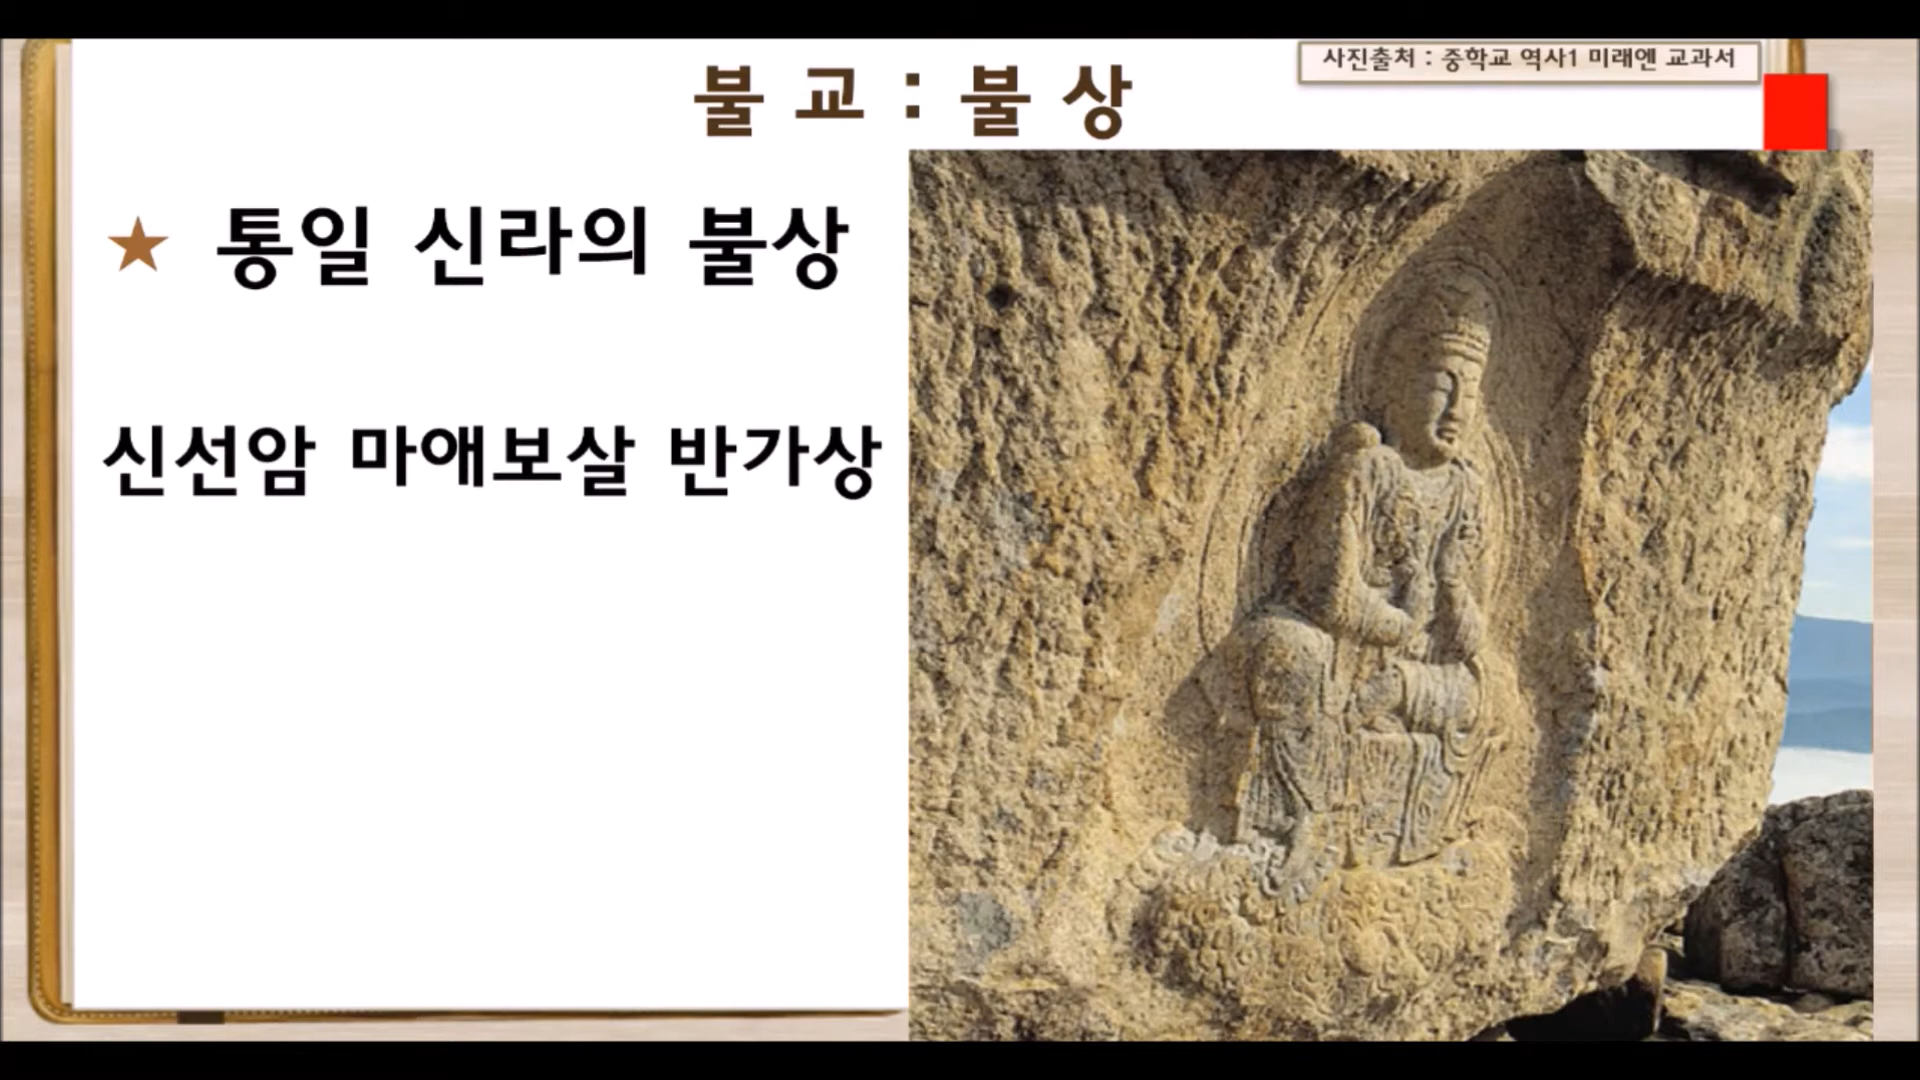 불교 : 불상
사진출처 : 중학교 역사1 미래엔 교과서
★ 통일 신라의 불상
신선암 마애보살 반가상